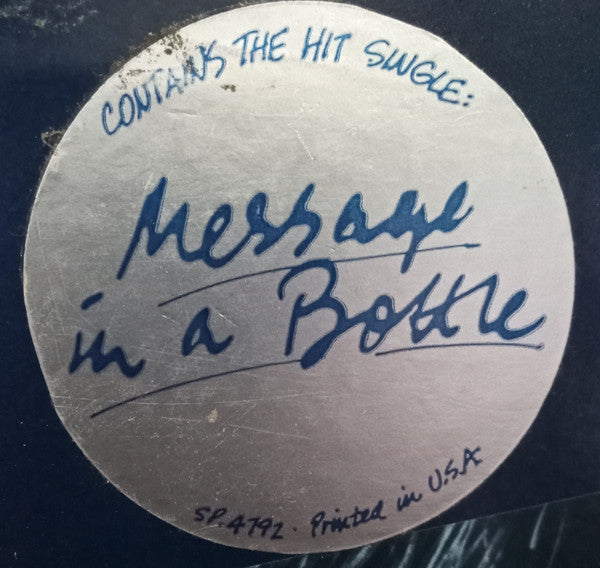 CONTAINS THE HIT SINGLE:
Message
in a Bottle
SP.4792 · Printed in U.S.A.